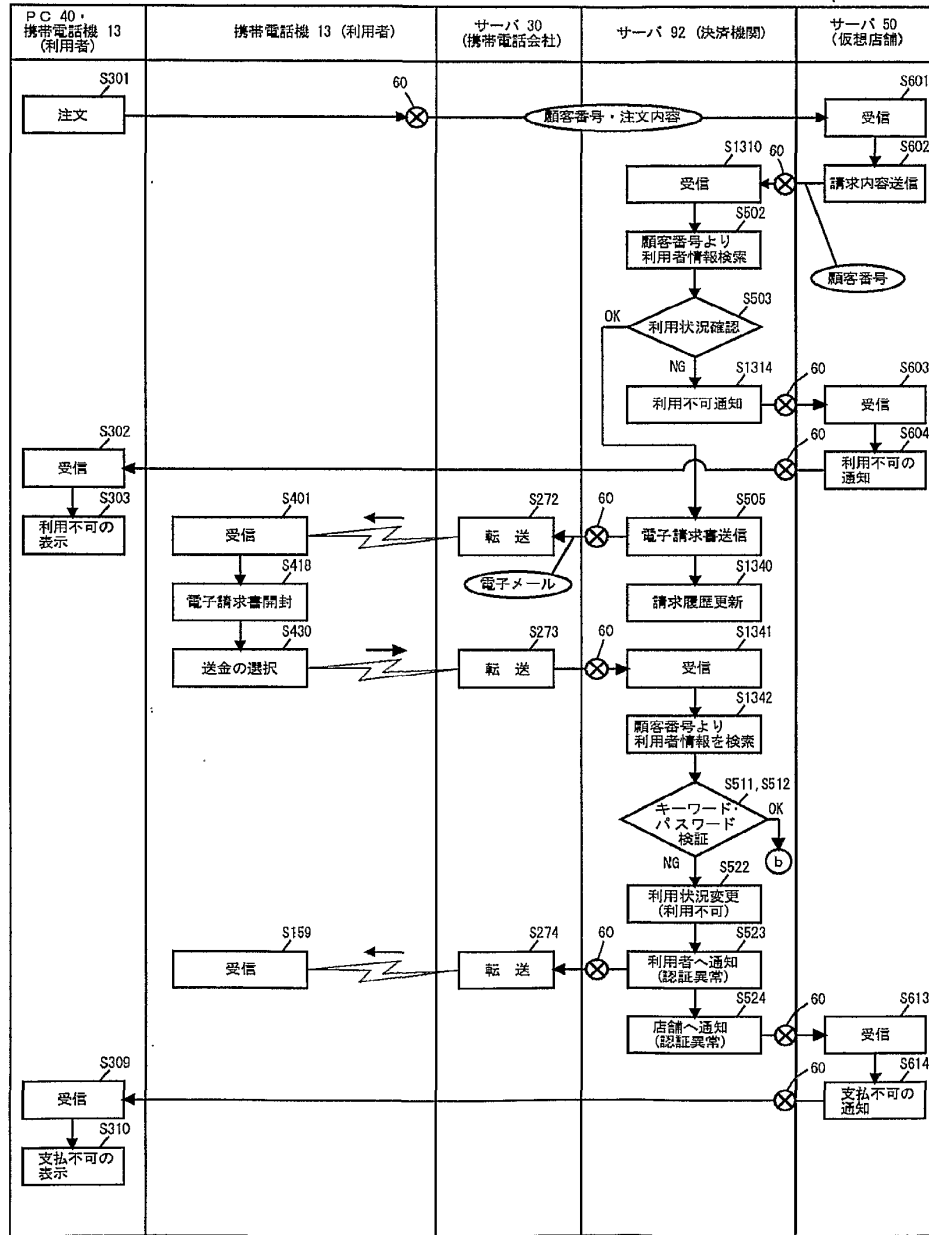 PC 40・
携帯電話機 13
(利用者)
携帯電話機 13 (利用者)
サーバ 30
(携帯電話会社)
サーバ 92 (決済機関)
サーバ 50
(仮想店舗)
S301
注文
60
顧客番号・注文内容
S601
受信
S602
請求内容送信
60
S1310
受信
顧客番号
S502
顧客番号より
利用者情報検索
S503
利用状況確認
OK
NG
S1314
利用不可通知
60
S603
受信
S604
利用不可の
通知
60
S302
受信
S303
利用不可の
表示
S401
受信
S272
転 送
60
S505
電子請求書送信
電子メール
S418
電子請求書開封
S1340
請求履歴更新
S430
送金の選択
S273
転 送
60
S1341
受信
S1342
顧客番号より
利用者情報を検索
S511, S512
キーワード・
パスワード
検証
OK
b
NG
S522
利用状況変更
(利用不可)
S159
受信
S274
転 送
60
S523
利用者へ通知
(認証異常)
S524
店舗へ通知
(認証異常)
60
S613
受信
S309
受信
60
S614
支払不可の
通知
S310
支払不可の
表示